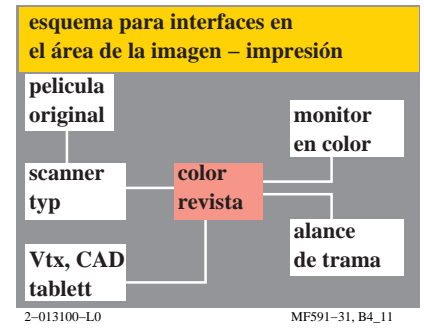 esquema para interfaces en
el área de la imagen – impresión
pelicula
original
monitor
en color
scanner
typ
color
revista
alance
de trama
Vtx, CAD
tablett
2–013100–L0
MF591–31, B4_11